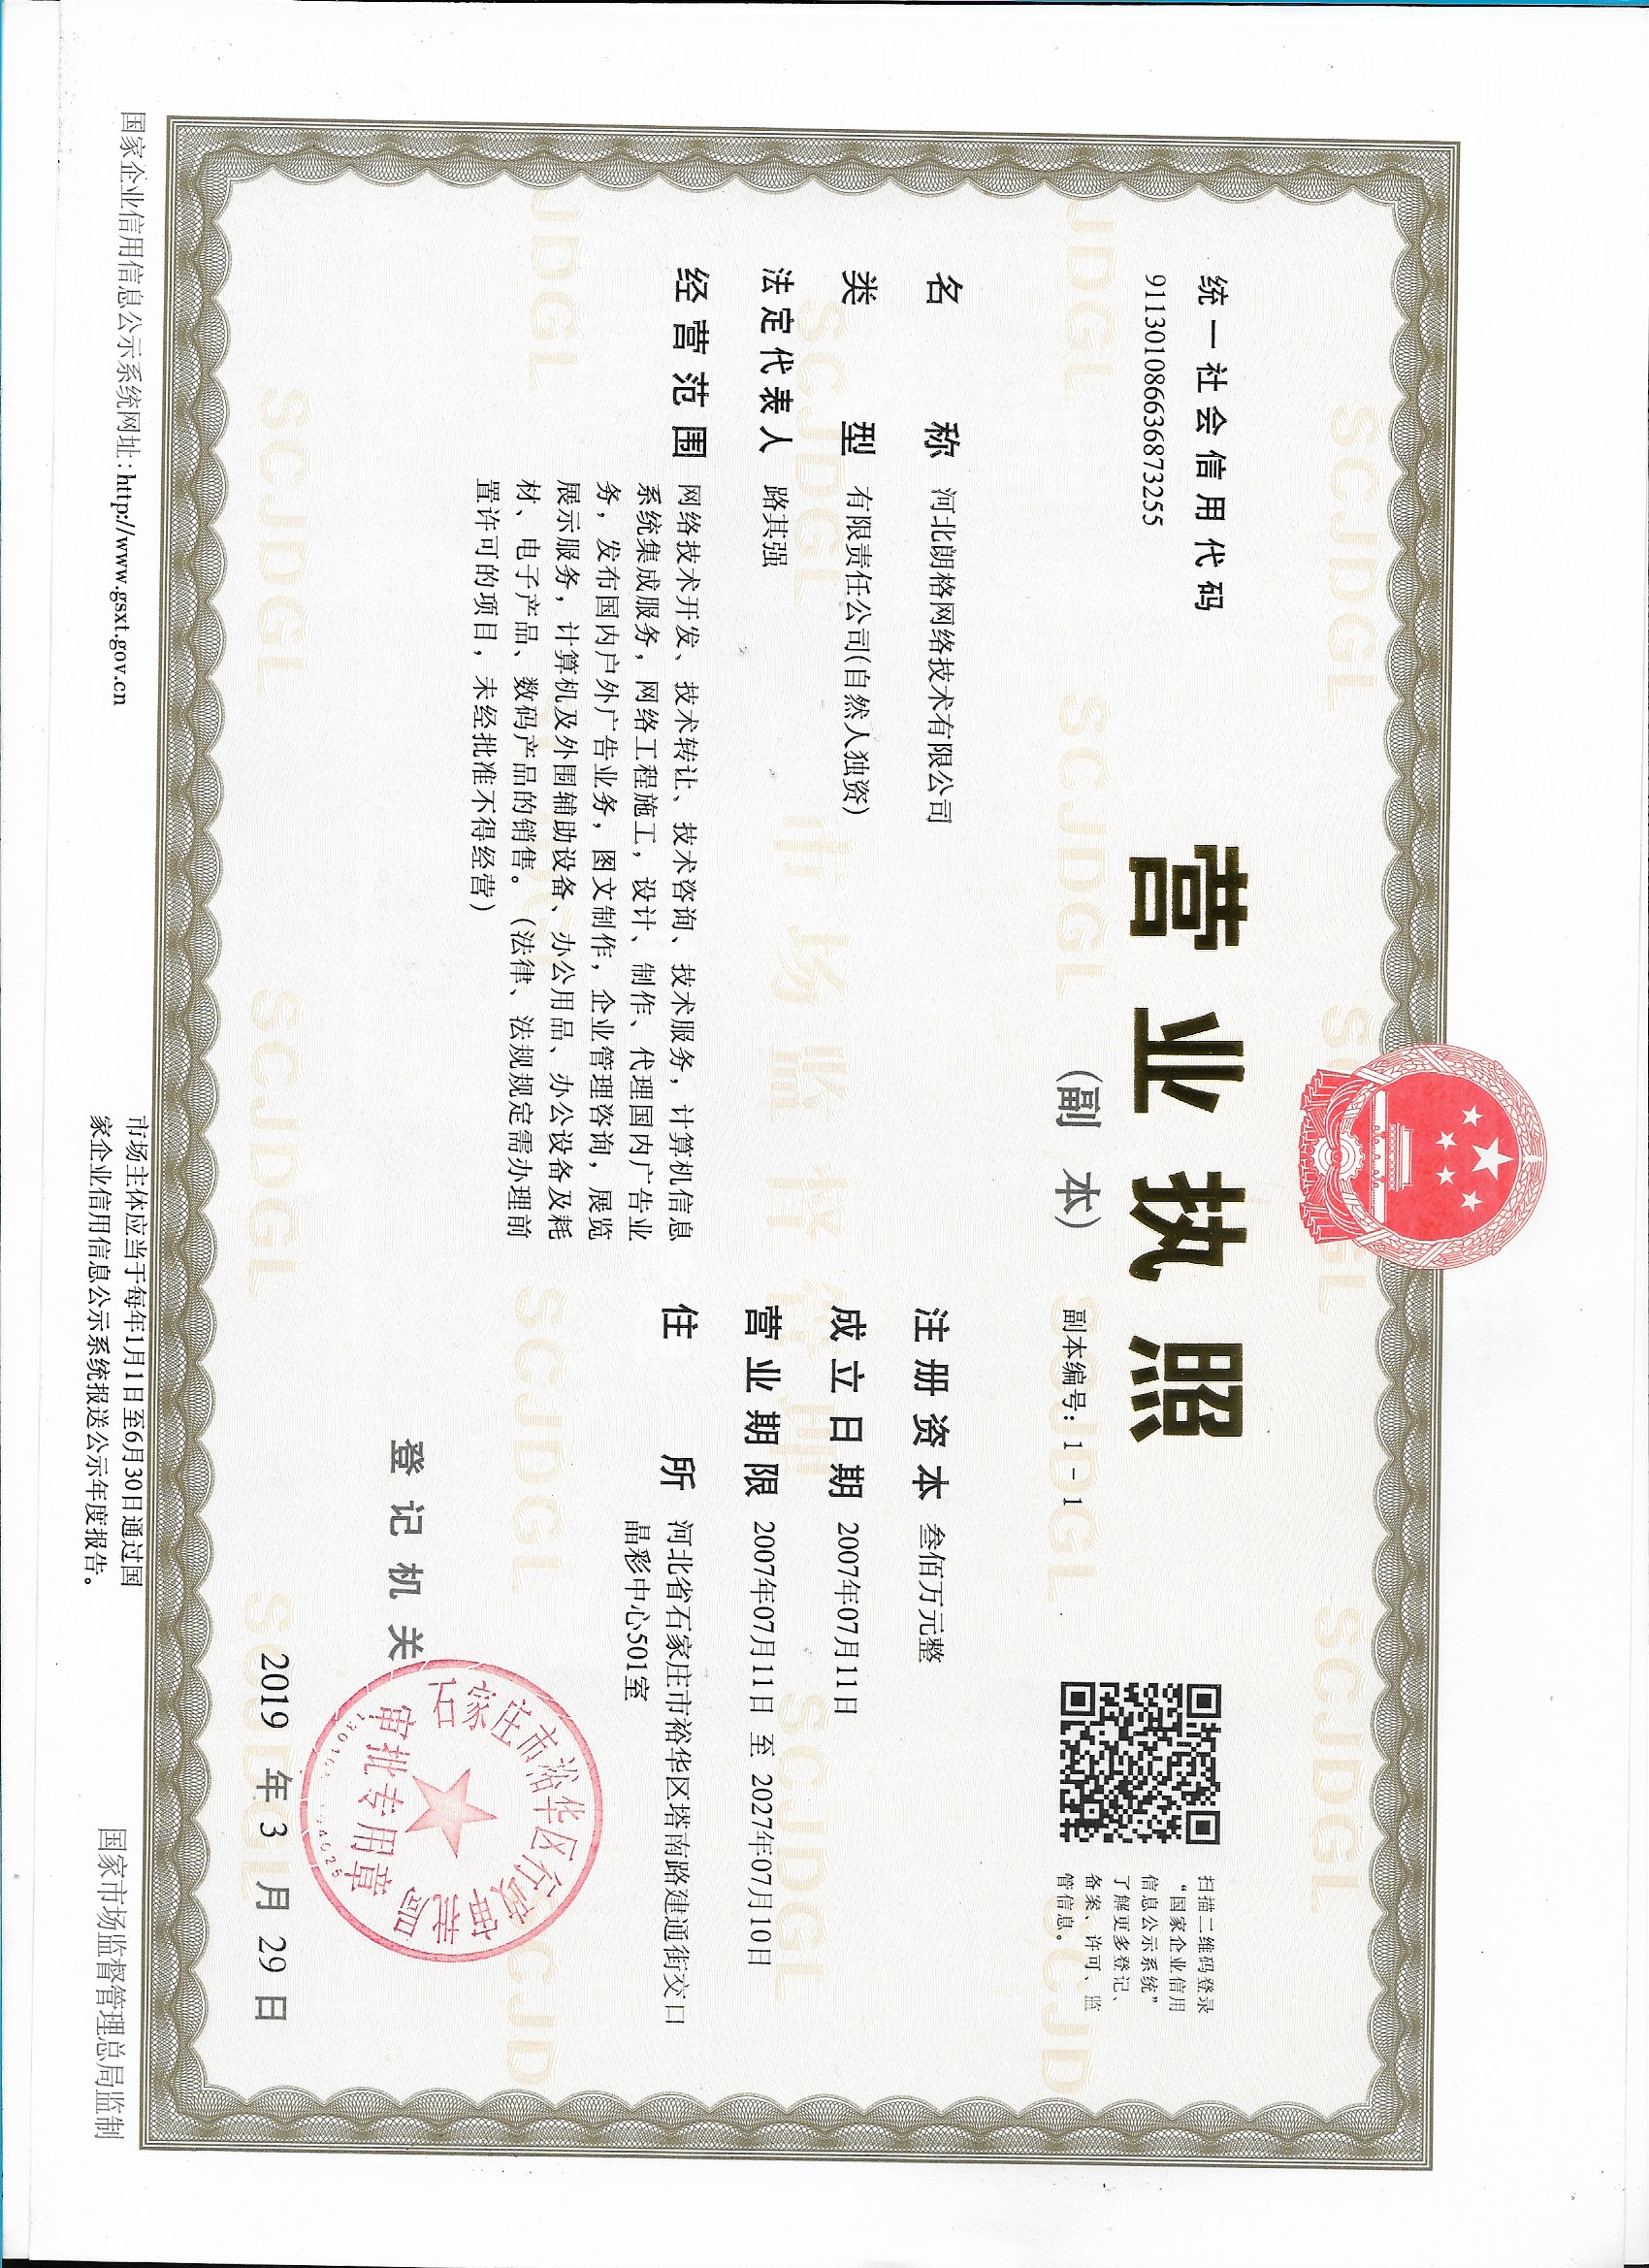 统一社会信用代码
911301086636873255
营业执照
(副 本)
副本编号: 1 - 1
扫描二维码登录
“国家企业信用
信息公示系统”
了解更多登记、
备案、许可、监
管信息。
名称 河北朗格网络技术有限公司
类型 有限责任公司(自然人独资)
法定代表人 路其强
经营范围 网络技术开发、技术转让、技术咨询、技术服务，计算机信息
系统集成服务，网络工程施工，设计、制作、代理国内广告业
务，发布国内户外广告业务，图文制作，企业管理咨询，展览
展示服务，计算机及外围辅助设备、办公用品、办公设备及耗
材、电子产品、数码产品的销售。（法律、法规规定需办理前
置许可的项目，未经批准不得经营）
注册资本 叁佰万元整
成立日期 2007年07月11日
营业期限 2007年07月11日 至 2027年07月10日
住所 河北省石家庄市裕华区塔南路建通街交口
晶彩中心501室
登记机关
石家庄市裕华区行政审批局
审批专用章
2019 年 3 月 29 日
国家企业信用信息公示系统网址: http://www.gsxt.gov.cn
市场主体应当于每年1月1日至6月30日通过国
家企业信用信息公示系统报送公示年度报告。
国家市场监督管理总局监制